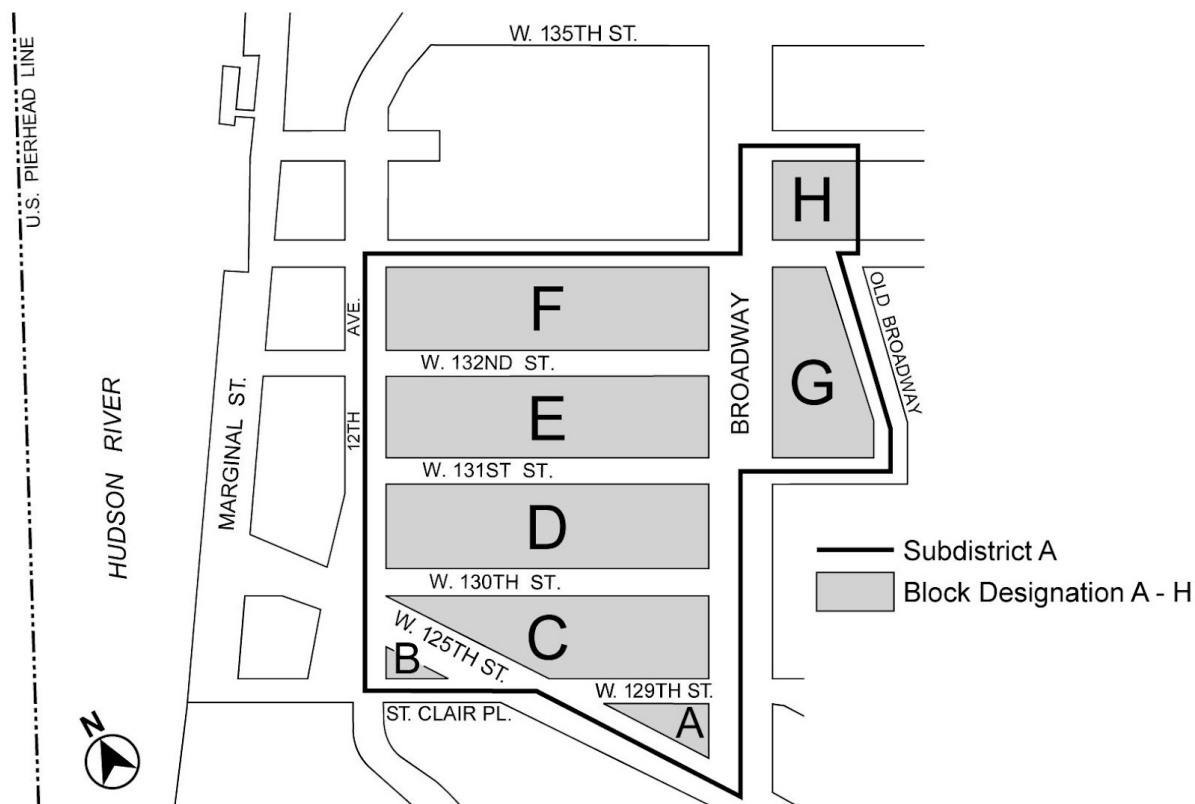 W. 135TH ST.
U.S. PIERHEAD LINE
H
F
AVE.
BROADWAY
OLD BROADWAY
W. 132ND ST.
G
E
12TH
HUDSON RIVER
MARGINAL ST.
W. 131ST ST.
D
W. 130TH ST.
C
W. 125TH ST.
B
W. 129TH ST.
A
ST. CLAIR PL.
N
Subdistrict A
Block Designation A - H